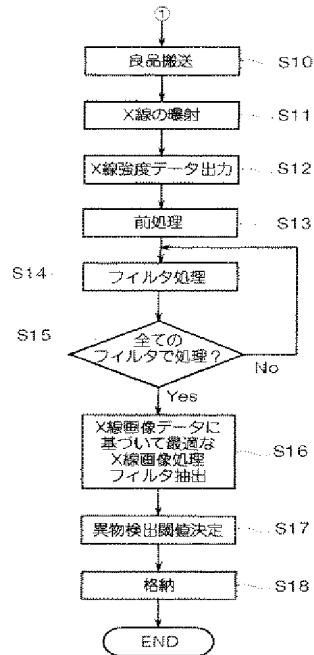 ①
良品搬送
S10
X線の曝射
S11
X線強度データ出力
S12
前処理
S13
S14
フィルタ処理
S15
全ての
フィルタで処理？
No
Yes
X線画像データに
基づいて最適な
X線画像処理
フィルタ抽出
S16
異物検出閾値決定
S17
格納
S18
END